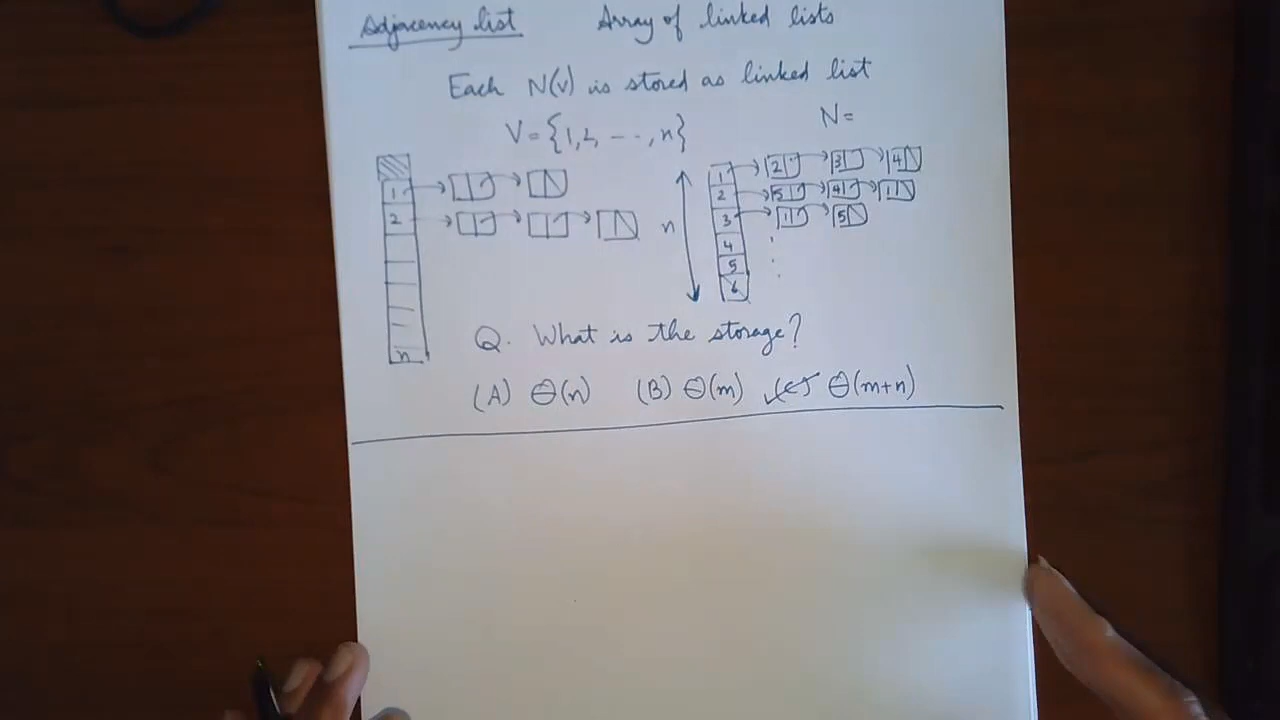 Adjacency list Array of linked lists
Each N(v) is stored as linked list
V = {1, 2, ---, n} N =
1
2
n
n
1 2 3 4
2 5 4 1
3 1 5
4
5
6
Q. What is the storage?
(A) Θ(n) (B) Θ(m) (C) Θ(m+n)